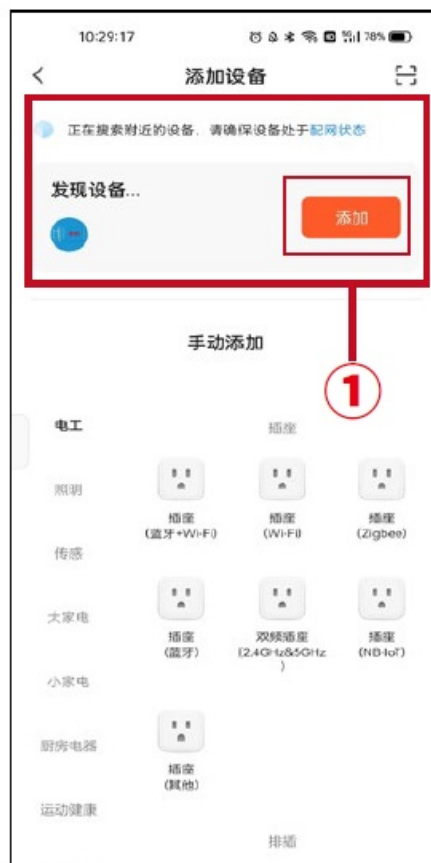 10:29:17
78%
添加设备
正在搜索附近的设备，请确保设备处于配网状态
发现设备...
添加
手动添加
1
电工
插座
照明
插座
(蓝牙+Wi-Fi)
插座
(Wi-Fi)
插座
(Zigbee)
传感
大家电
插座
(蓝牙)
双频插座
(2.4GHz&5GHz
)
插座
(NB-IoT)
小家电
厨房电器
插座
(其他)
运动健康
排插